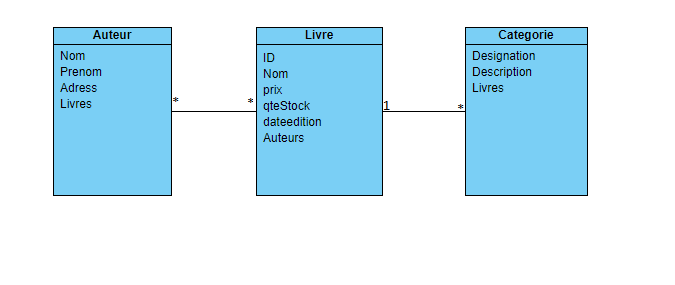 Auteur
Nom
Prenom
Adress
Livres
*
*
Livre
ID
Nom
prix
qteStock
dateedition
Auteurs
1
*
Categorie
Designation
Description
Livres